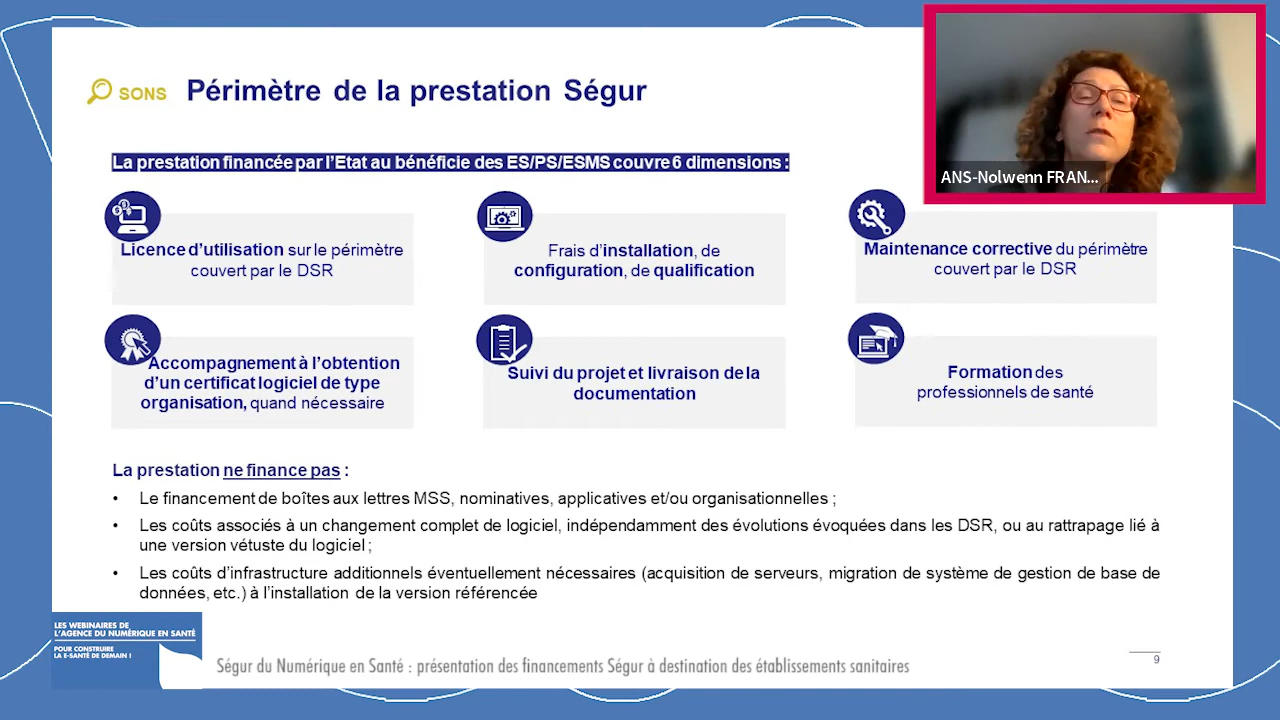 SONS
Périmètre de la prestation Ségur
ANS-Nolwenn FRAN...
La prestation financée par l'Etat au bénéficie des ES/PS/ESMS couvre 6 dimensions :
Licence d'utilisation sur le périmètre
couvert par le DSR
Frais d'installation, de
configuration, de qualification
Maintenance corrective du périmètre
couvert par le DSR
Accompagnement à l'obtention
d'un certificat logiciel de type
organisation, quand nécessaire
Suivi du projet et livraison de la
documentation
Formation des
professionnels de santé
La prestation ne finance pas :
• Le financement de boîtes aux lettres MSS, nominatives, applicatives et/ou organisationnelles ;
• Les coûts associés à un changement complet de logiciel, indépendamment des évolutions évoquées dans les DSR, ou au rattrapage lié à
une version vétuste du logiciel ;
• Les coûts d'infrastructure additionnels éventuellement nécessaires (acquisition de serveurs, migration de système de gestion de base de
données, etc.) à l'installation de la version référencée
LES WEBINAIRES DE
L'AGENCE DU NUMÉRIQUE EN SANTÉ
POUR CONSTRUIRE
LA E-SANTÉ DE DEMAIN !
Ségur du Numérique en Santé : présentation des financements Ségur à destination des établissements sanitaires
9